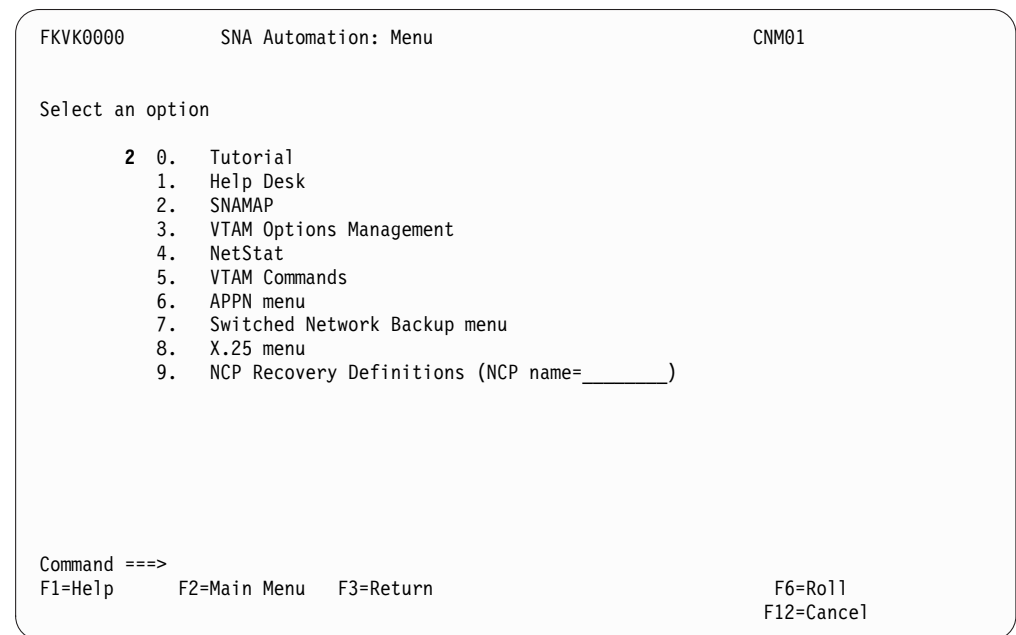 FKVK0000 SNA Automation: Menu CNM01
Select an option
2 0. Tutorial
1. Help Desk
2. SNAMAP
3. VTAM Options Management
4. NetStat
5. VTAM Commands
6. APPN menu
7. Switched Network Backup menu
8. X.25 menu
9. NCP Recovery Definitions (NCP name=________)
Command ===>
F1=Help F2=Main Menu F3=Return F6=Roll
F12=Cancel